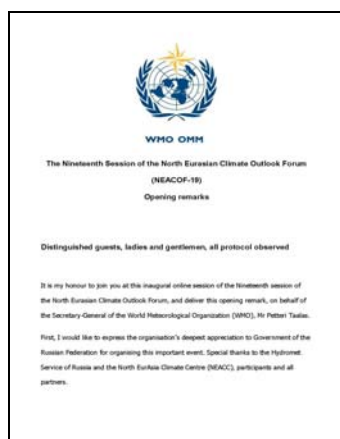 WMO OMM
The Nineteenth Session of the North Eurasian Climate Outlook Forum
(NEACOF-19)
Opening remarks
Distinguished guests, ladies and gentlemen, all protocol observed
It is my honour to join you at this inaugural online session of the Nineteenth session of
the North Eurasian Climate Outlook Forum, and deliver this opening remark, on behalf of
the Secretary-General of the World Meteorological Organization (WMO), Mr Petteri Taalas.
First, I would like to express the organisation's deepest appreciation to Government of the
Russian Federation for organising this important event. Special thanks to the Hydromet
Service of Russia and the North EurAsia Climate Centre (NEACC), participants and all
partners.